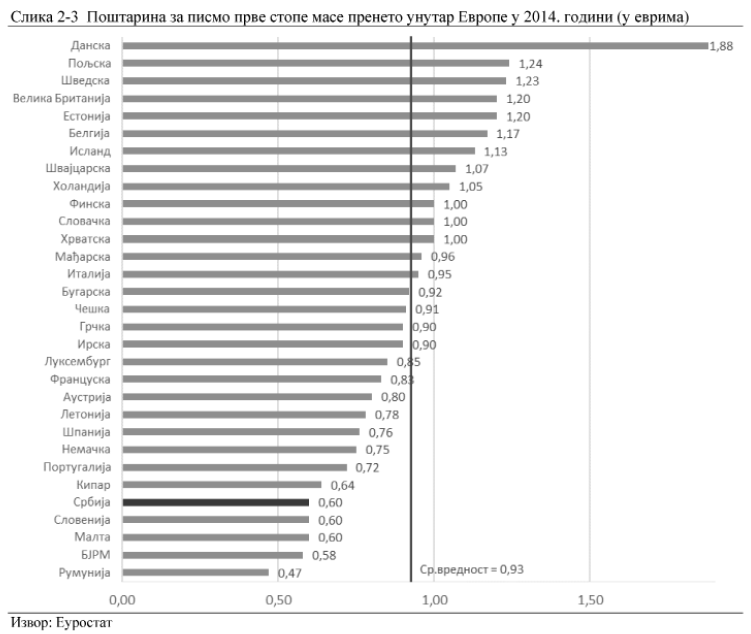 Слика 2-3 Поштарина за писмо прве стопе масе пренето унутар Европе у 2014. години (у еврима)
Данска 1,88
Пољска 1,24
Шведска 1,23
Велика Британија 1,20
Естонија 1,20
Белгија 1,17
Исланд 1,13
Швајцарска 1,07
Холандија 1,05
Финска 1,00
Словачка 1,00
Хрватска 1,00
Мађарска 0,96
Италија 0,95
Бугарска 0,92
Чешка 0,91
Грчка 0,90
Ирска 0,90
Луксембург 0,85
Француска 0,83
Аустрија 0,80
Летонија 0,78
Шпанија 0,76
Немачка 0,75
Португалија 0,72
Кипар 0,64
Србија 0,60
Словенија 0,60
Малта 0,60
БЈРМ 0,58
Румунија 0,47 Ср.вредност = 0,93
0,00 0,50 1,00 1,50
Извор: Еуростат